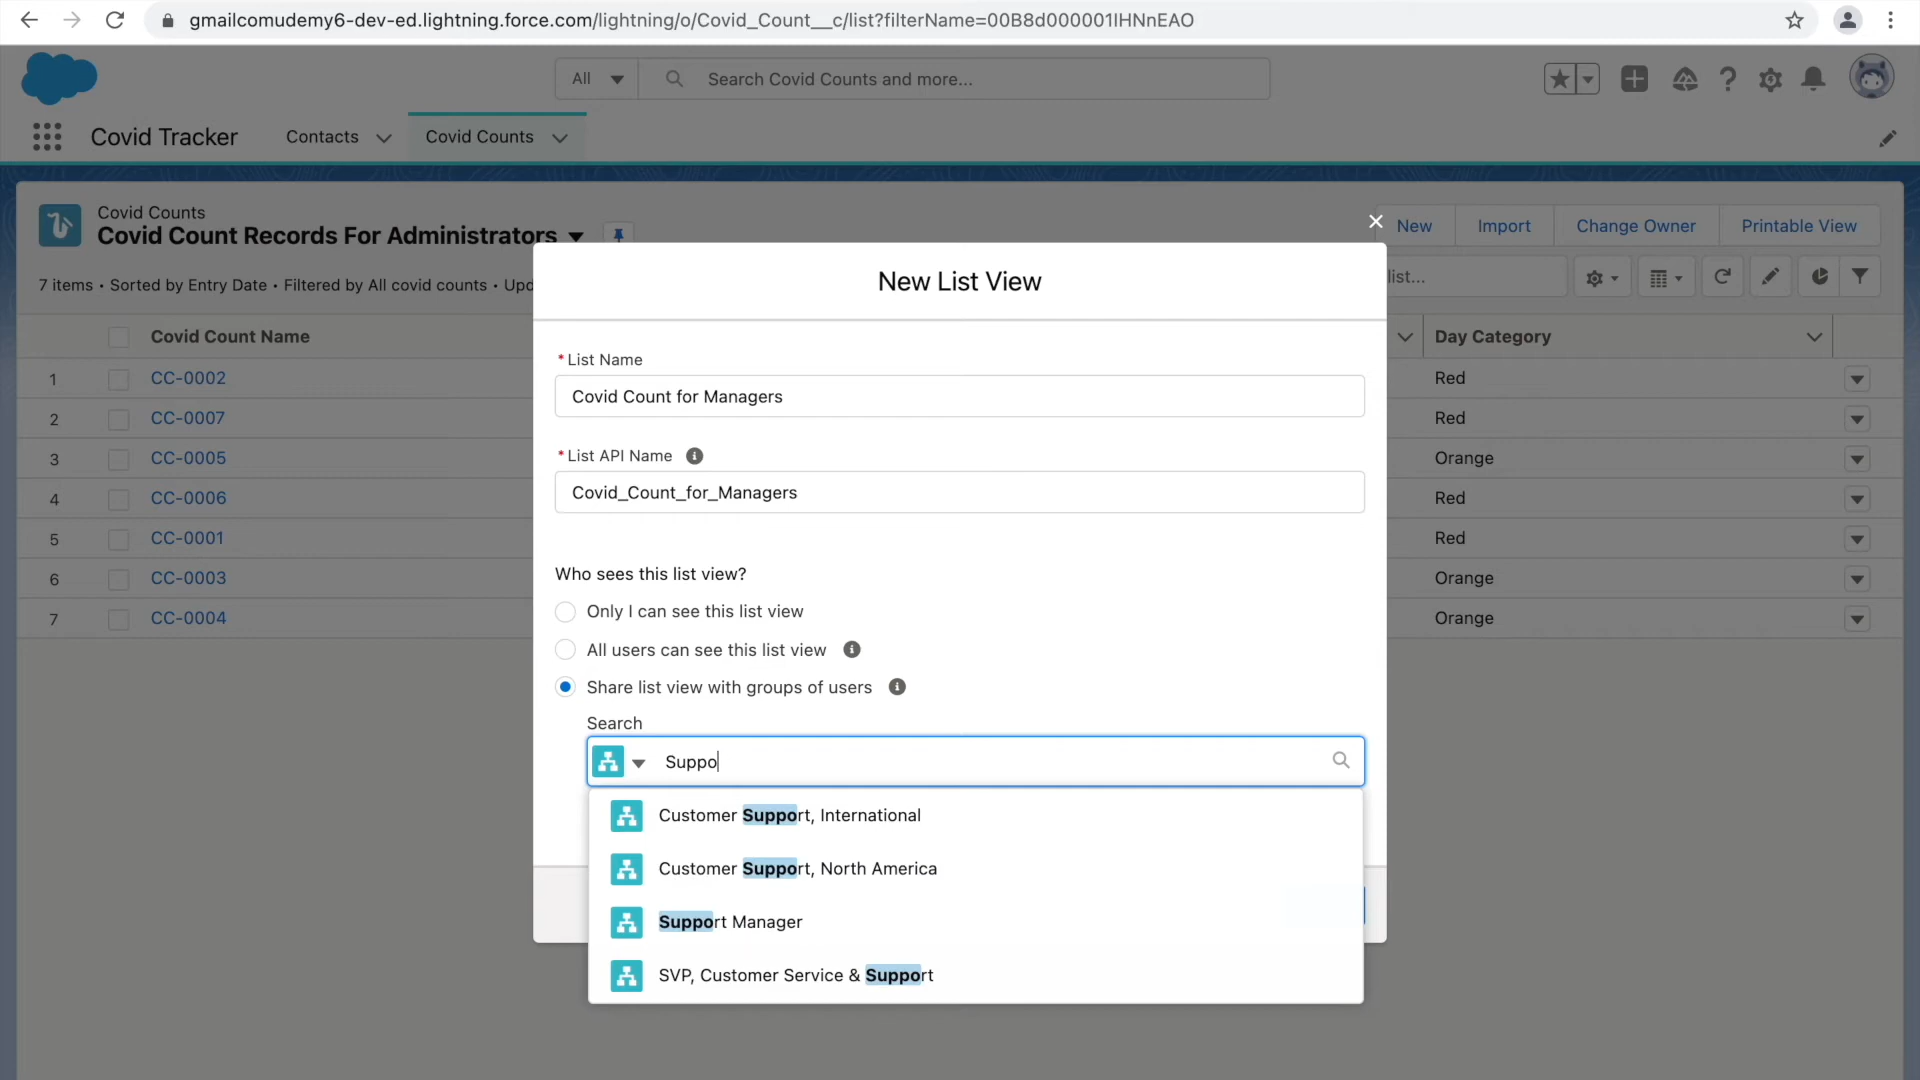 gmailcomudemy6-dev-ed.lightning.force.com/lightning/o/Covid_Count__c/list?filterName=00B8d000001IHNnEAO
All
Search Covid Counts and more...
Covid Tracker
Contacts
Covid Counts
Covid Counts
Covid Count Records For Administrators
New
Import
Change Owner
Printable View
7 items • Sorted by Entry Date • Filtered by All covid counts • Upd
list...
Covid Count Name
Day Category
1 CC-0002 Red
2 CC-0007 Red
3 CC-0005 Orange
4 CC-0006 Red
5 CC-0001 Red
6 CC-0003 Orange
7 CC-0004 Orange
New List View
*List Name
Covid Count for Managers
*List API Name
Covid_Count_for_Managers
Who sees this list view?
Only I can see this list view
All users can see this list view
Share list view with groups of users
Search
Suppo
Customer Support, International
Customer Support, North America
Support Manager
SVP, Customer Service & Support